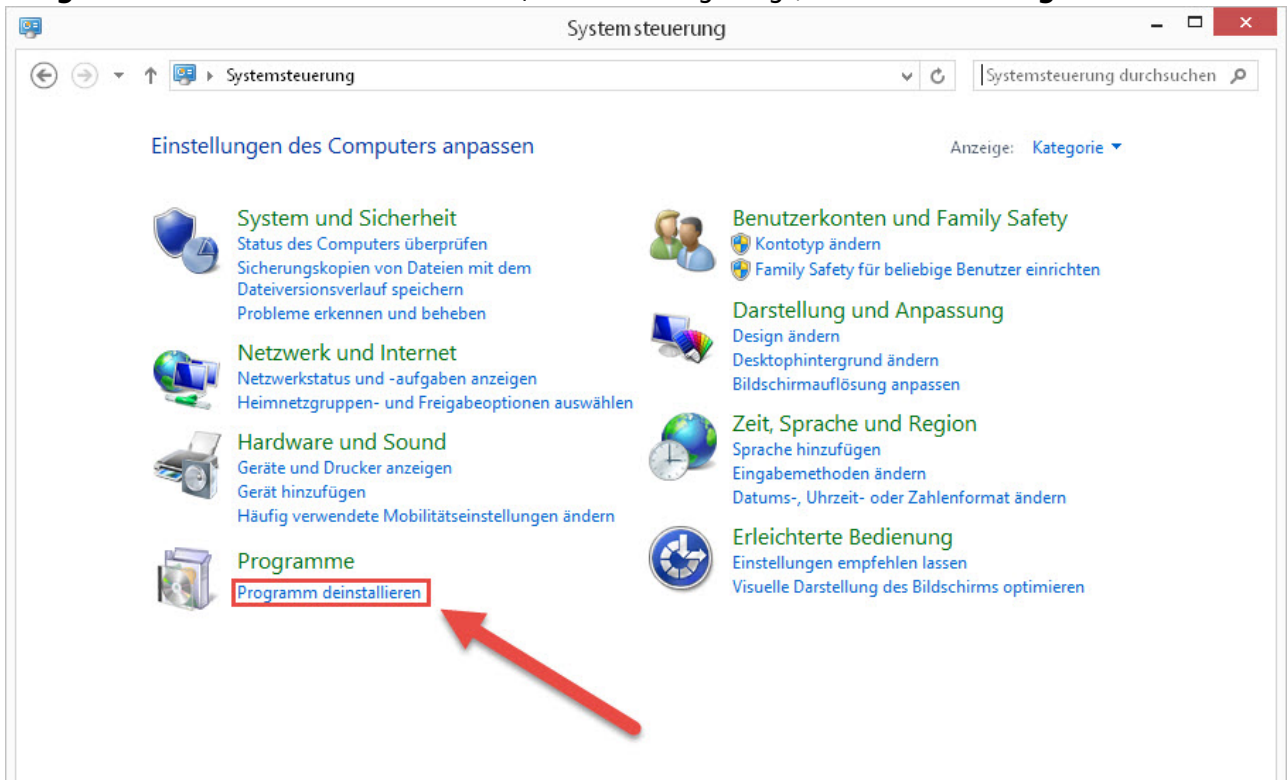 Systemsteuerung
Systemsteuerung
Systemsteuerung durchsuchen
Einstellungen des Computers anpassen
Anzeige: Kategorie
System und Sicherheit
Status des Computers überprüfen
Sicherungskopien von Dateien mit dem
Dateiversionsverlauf speichern
Probleme erkennen und beheben
Netzwerk und Internet
Netzwerkstatus und -aufgaben anzeigen
Heimnetzgruppen- und Freigabeoptionen auswählen
Hardware und Sound
Geräte und Drucker anzeigen
Gerät hinzufügen
Häufig verwendete Mobilitätseinstellungen ändern
Programme
Programm deinstallieren
Benutzerkonten und Family Safety
Kontotyp ändern
Family Safety für beliebige Benutzer einrichten
Darstellung und Anpassung
Design ändern
Desktophintergrund ändern
Bildschirmauflösung anpassen
Zeit, Sprache und Region
Sprache hinzufügen
Eingabemethoden ändern
Datums-, Uhrzeit- oder Zahlenformat ändern
Erleichterte Bedienung
Einstellungen empfehlen lassen
Visuelle Darstellung des Bildschirms optimieren